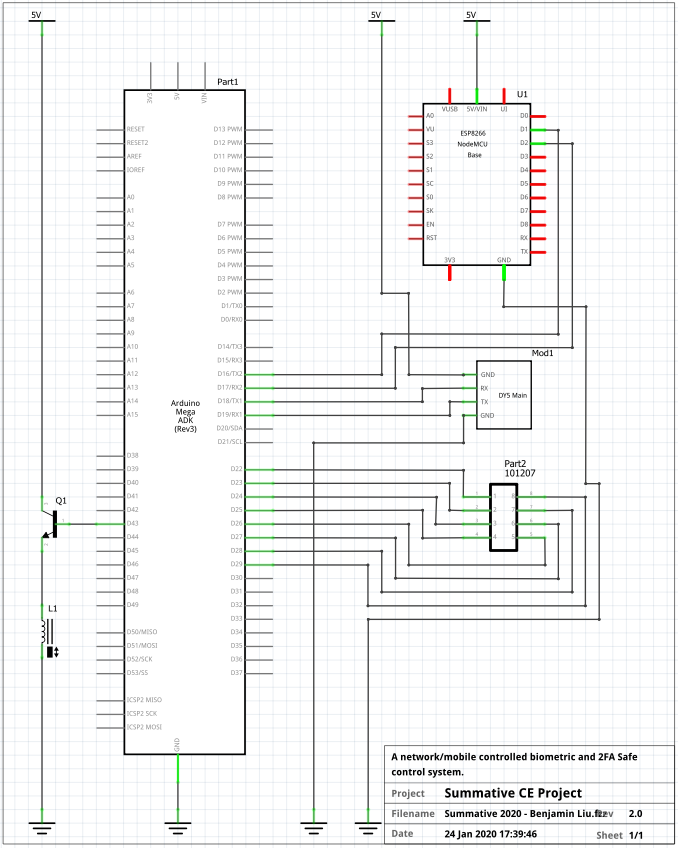 5V
5V
5V
Part1
3V3
5V
VIN
RESET
RESET2
AREF
IOREF
A0
A1
A2
A3
A4
A5
A6
A7
A8
A9
A10
A11
A12
A13
A14
A15
D38
D39
D40
D41
D42
D43
D44
D45
D46
D47
D48
D49
D50/MISO
D51/MOSI
D52/SCK
D53/SS
ICSP2 MISO
ICSP2 SCK
ICSP2 MOSI
Arduino
Mega
ADK
(Rev3)
D13 PWM
D12 PWM
D11 PWM
D10 PWM
D9 PWM
D8 PWM
D7 PWM
D6 PWM
D5 PWM
D4 PWM
D3 PWM
D2 PWM
D1/TX0
D0/RX0
D14/TX3
D15/RX3
D16/TX2
D17/RX2
D18/TX1
D19/RX1
D20/SDA
D21/SCL
D22
D23
D24
D25
D26
D27
D28
D29
D30
D31
D32
D33
D34
D35
D36
D37
GND
U1
VUSB
5V/VIN
UI
A0
VU
S3
S2
S1
SC
S0
SK
EN
RST
ESP8266
NodeMCU
Base
D0
D1
D2
D3
D4
D5
D6
D7
D8
RX
TX
3V3
GND
Mod1
GND
RX
TX
GND
DY5 Main
Part2
101207
1
2
3
4
8
7
6
5
Q1
L1
A network/mobile controlled biometric and 2FA Safe
control system.
Project Summative CE Project
Filename Summative 2020 - Benjamin Liu.fzz Rev 2.0
Date 24 Jan 2020 17:39:46 Sheet 1/1